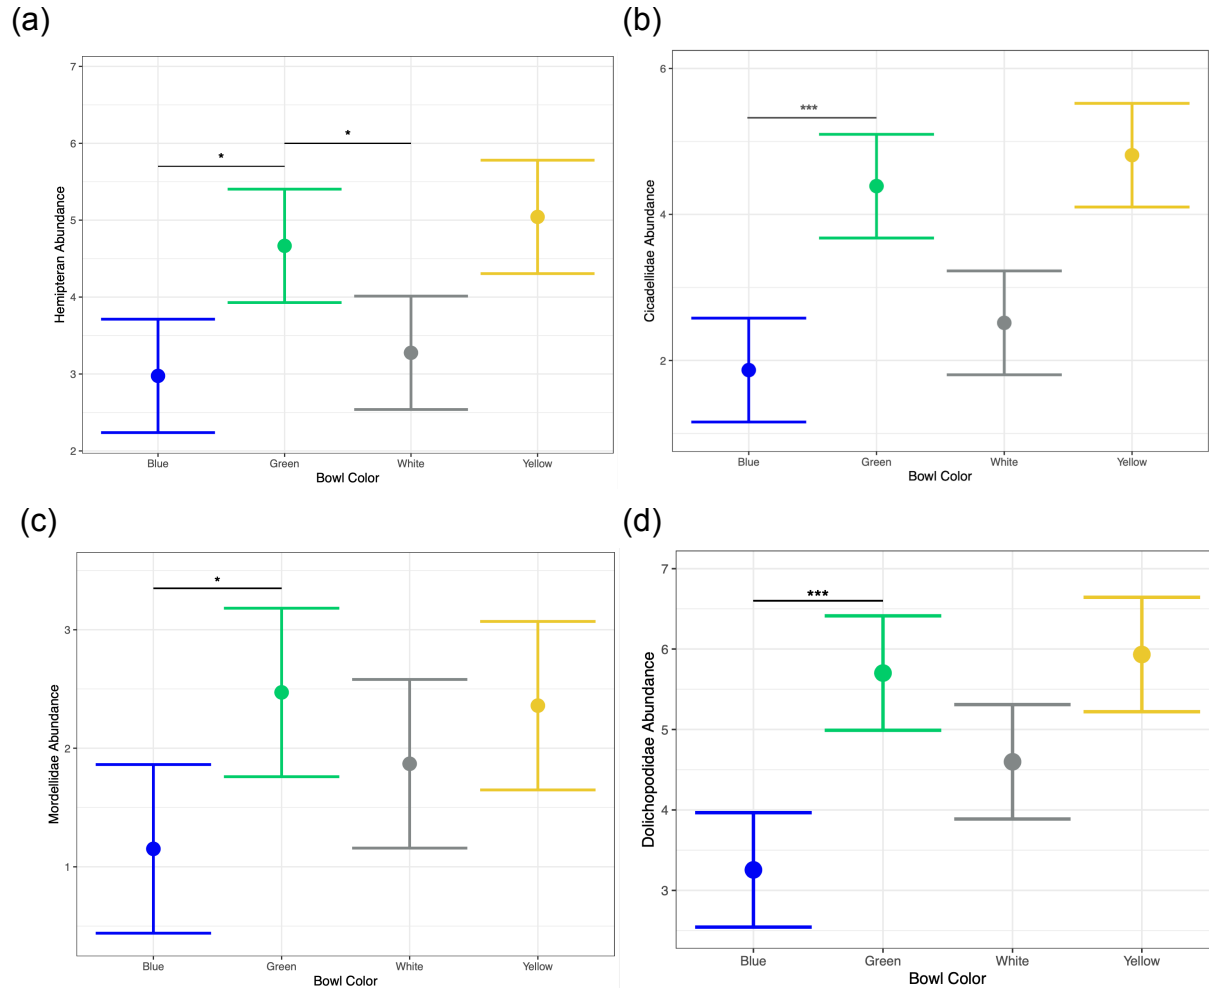 (a)
7
6
5
4
3
2
Hemipteran Abundance
*
*
Blue Green White Yellow
Bowl Color
(b)
6
4
2
Cicadellidae Abundance
***
Blue Green White Yellow
Bowl Color
(c)
3
2
1
Mordellidae Abundance
*
Blue Green White Yellow
Bowl Color
(d)
7
6
5
4
3
Dolichopodidae Abundance
***
Blue Green White Yellow
Bowl Color